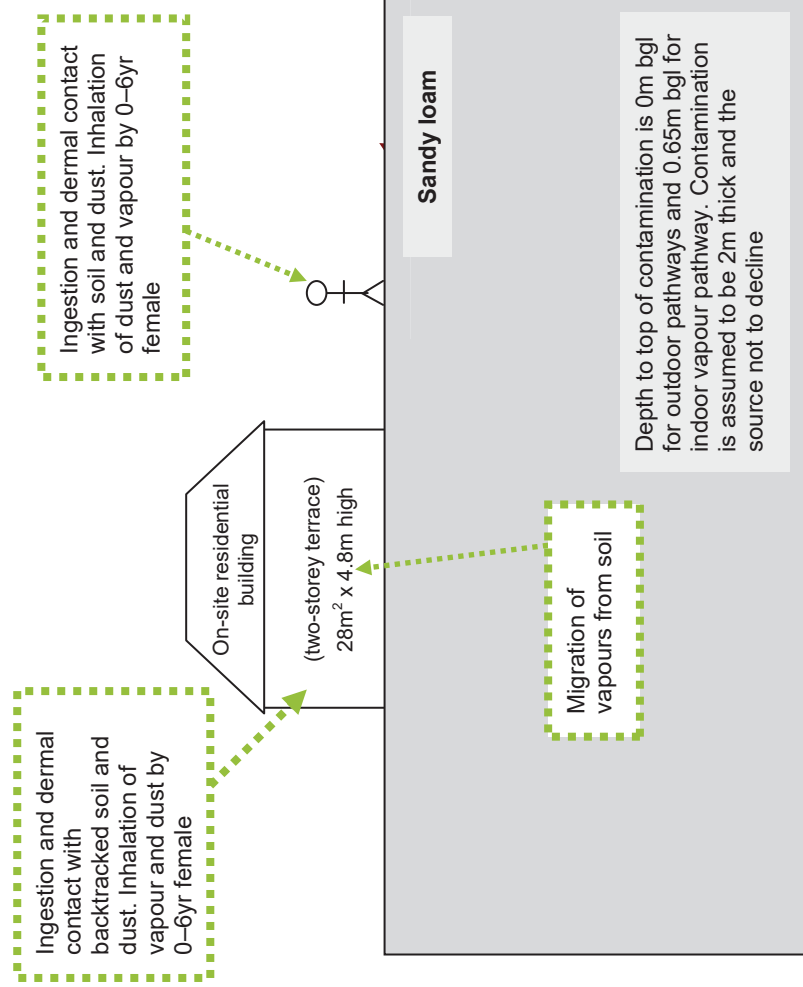 Ingestion and dermal
contact with
backtracked soil and
dust. Inhalation of
vapour and dust by
0–6yr female
Ingestion and dermal contact
with soil and dust. Inhalation
of dust and vapour by 0–6yr
female
On-site residential
building
(two-storey terrace)
28m² x 4.8m high
Sandy loam
Migration of
vapours from soil
Depth to top of contamination is 0m bgl
for outdoor pathways and 0.65m bgl for
indoor vapour pathway. Contamination
is assumed to be 2m thick and the
source not to decline